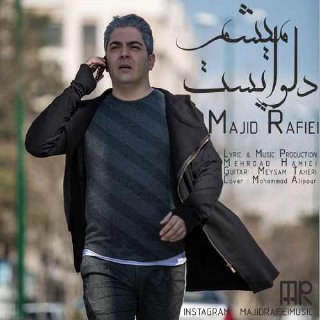 میشم
دلواپست
MAJID RAFIEI
LYRIC & MUSIC PRODUCTION
MEHRDAD HAMIDI
GUITAR: MEYSAM TAHERI
COVER: MOHAMMAD ALIPOUR
MR
INSTAGRAM: MAJIDRAFIEIMUSIC